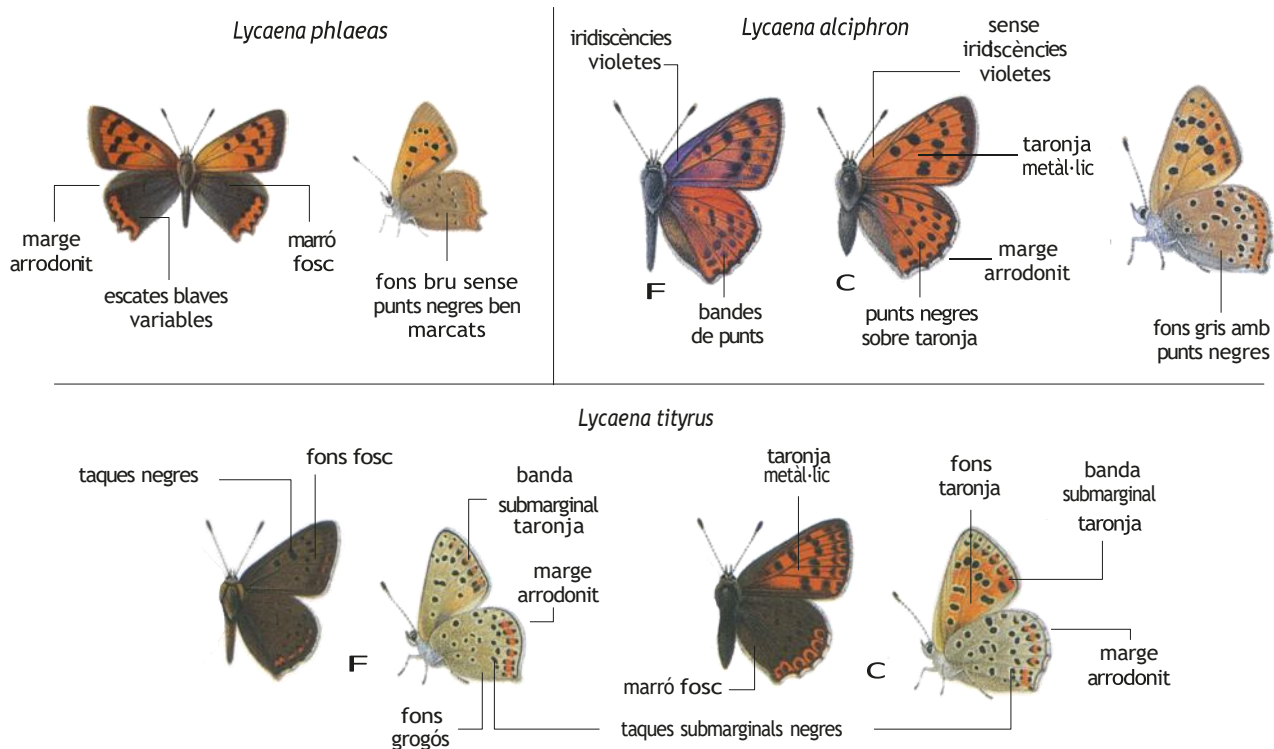 Lycaena phlaeas
marge
arrodonit
escates blaves
variables
marró
fosc
fons bru sense
punts negres ben
marcats
Lycaena alciphron
iridiscències
violetes
sense
iridiscències
violetes
taronja
metàl·lic
marge
arrodonit
F
C
bandes
de punts
punts negres
sobre taronja
fons gris amb
punts negres
Lycaena tityrus
taques negres
fons fosc
banda
submarginal
taronja
marge
arrodonit
F
fons
grogós
taques submarginals negres
taronja
metàl·lic
marró fosc
C
fons
taronja
banda
submarginal
taronja
marge
arrodonit